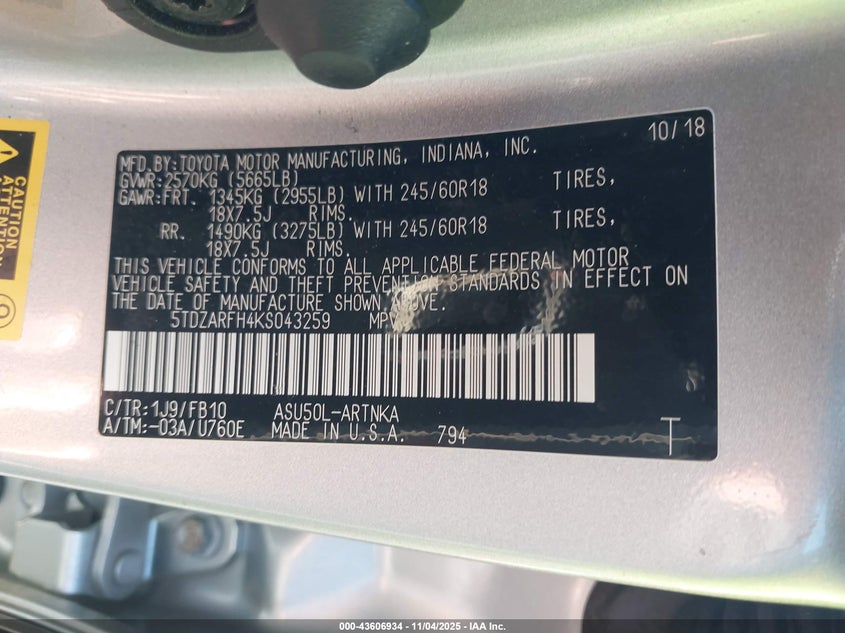 10/18
MFD.BY:TOYOTA MOTOR MANUFACTURING, INDIANA, INC.
GVWR:2570KG (5665LB)
GAWR:FRT. 1345KG (2955LB) WITH 245/60R18 TIRES,
18X7.5J RIMS.
RR. 1490KG (3275LB) WITH 245/60R18 TIRES,
18X7.5J RIMS.
THIS VEHICLE CONFORMS TO ALL APPLICABLE FEDERAL MOTOR
VEHICLE SAFETY AND THEFT PREVENTION STANDARDS IN EFFECT ON
THE DATE OF MANUFACTURE SHOWN ABOVE.
5TDZARFH4KS043259 MPV
C/TR:1J9/FB10 ASU50L-ARTNKA
A/TM:-03A/U760E MADE IN U.S.A. 794
T
CAUTION
ATTENTION
000-43606934 - 11/04/2025 - IAA Inc.